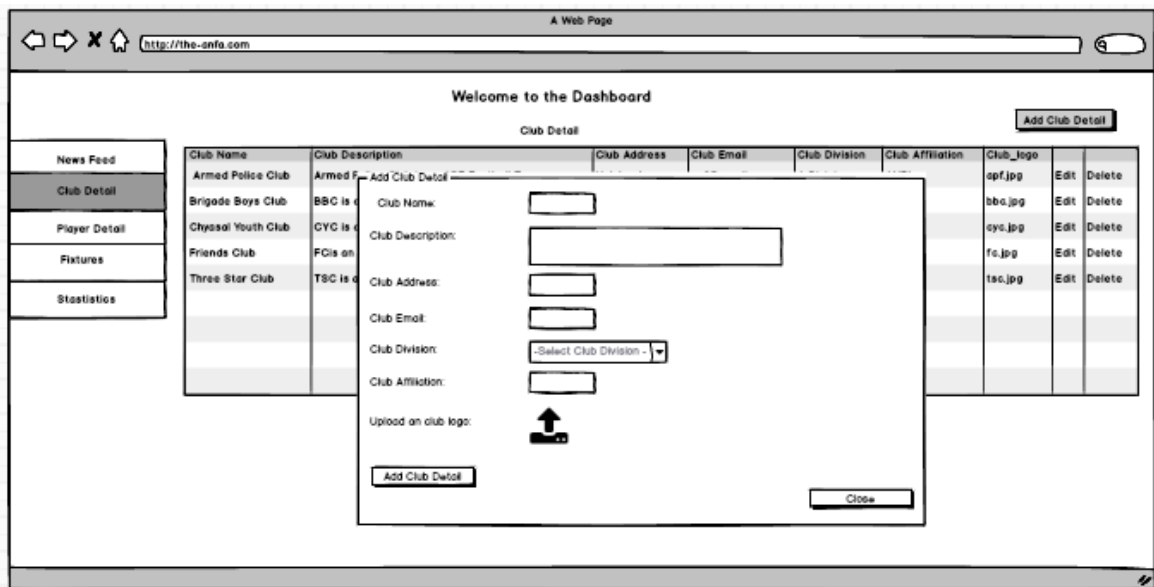 A Web Page
http://the-anfa.com
Welcome to the Dashboard
Add Club Detail
Club Detail
News Feed
Club Detail
Player Detail
Fixtures
Stastistics
Club Name Club Description Club Address Club Email Club Division Club Affiliation Club_logo
Armed Police Club Armed apf.jpg Edit Delete
Brigade Boys Club BBC is bbc.jpg Edit Delete
Chyasal Youth Club CYC is cyc.jpg Edit Delete
Friends Club FCis an fc.jpg Edit Delete
Three Star Club TSC is tsc.jpg Edit Delete
Add Club Detail
Club Name:
Club Description:
Club Address:
Club Email:
Club Division:
-Select Club Division -
Club Affiliation:
Upload an club logo:
Add Club Detail
Close